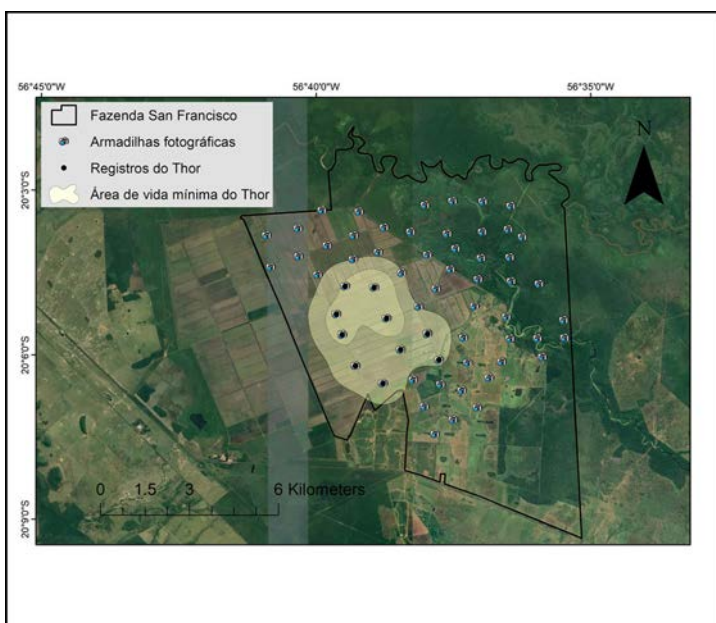 56°45'0"W
56°40'0"W
56°35'0"W
Fazenda San Francisco
Armadilhas fotográficas
Registros do Thor
Área de vida mínima do Thor
N
20°3'0"S
20°6'0"S
20°9'0"S
0 1.5 3 6 Kilometers